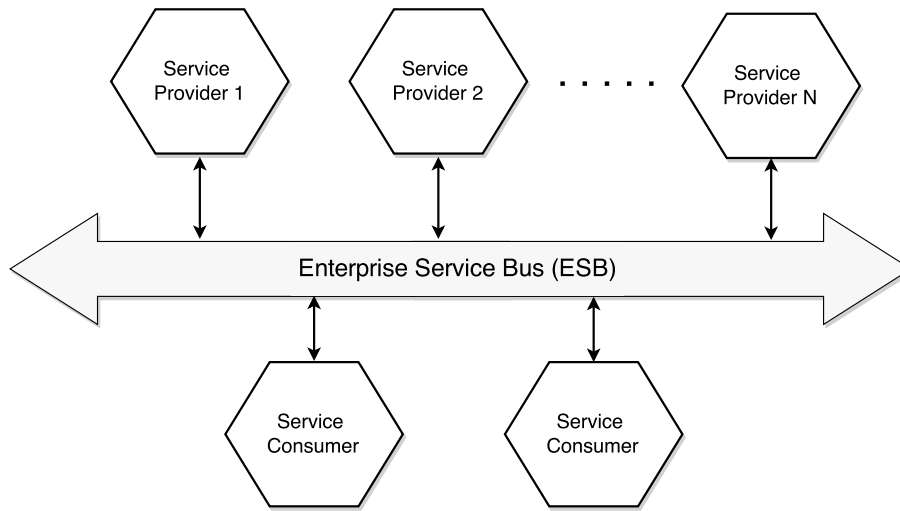 Service
Provider 1
Service
Provider 2
. . . . .
Service
Provider N
Enterprise Service Bus (ESB)
Service
Consumer
Service
Consumer